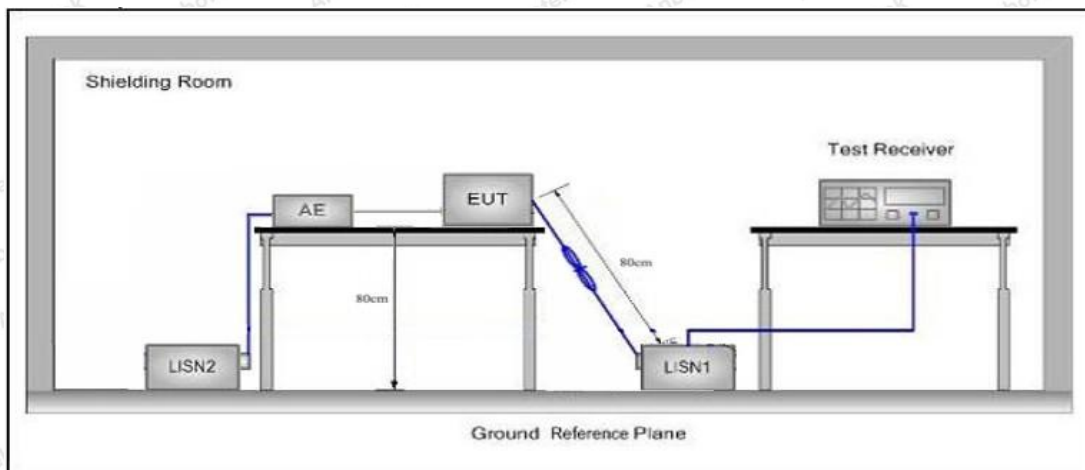 Shielding Room
Test Receiver
AE
EUT
80cm
80cm
LISN2
LISN1
Ground Reference Plane